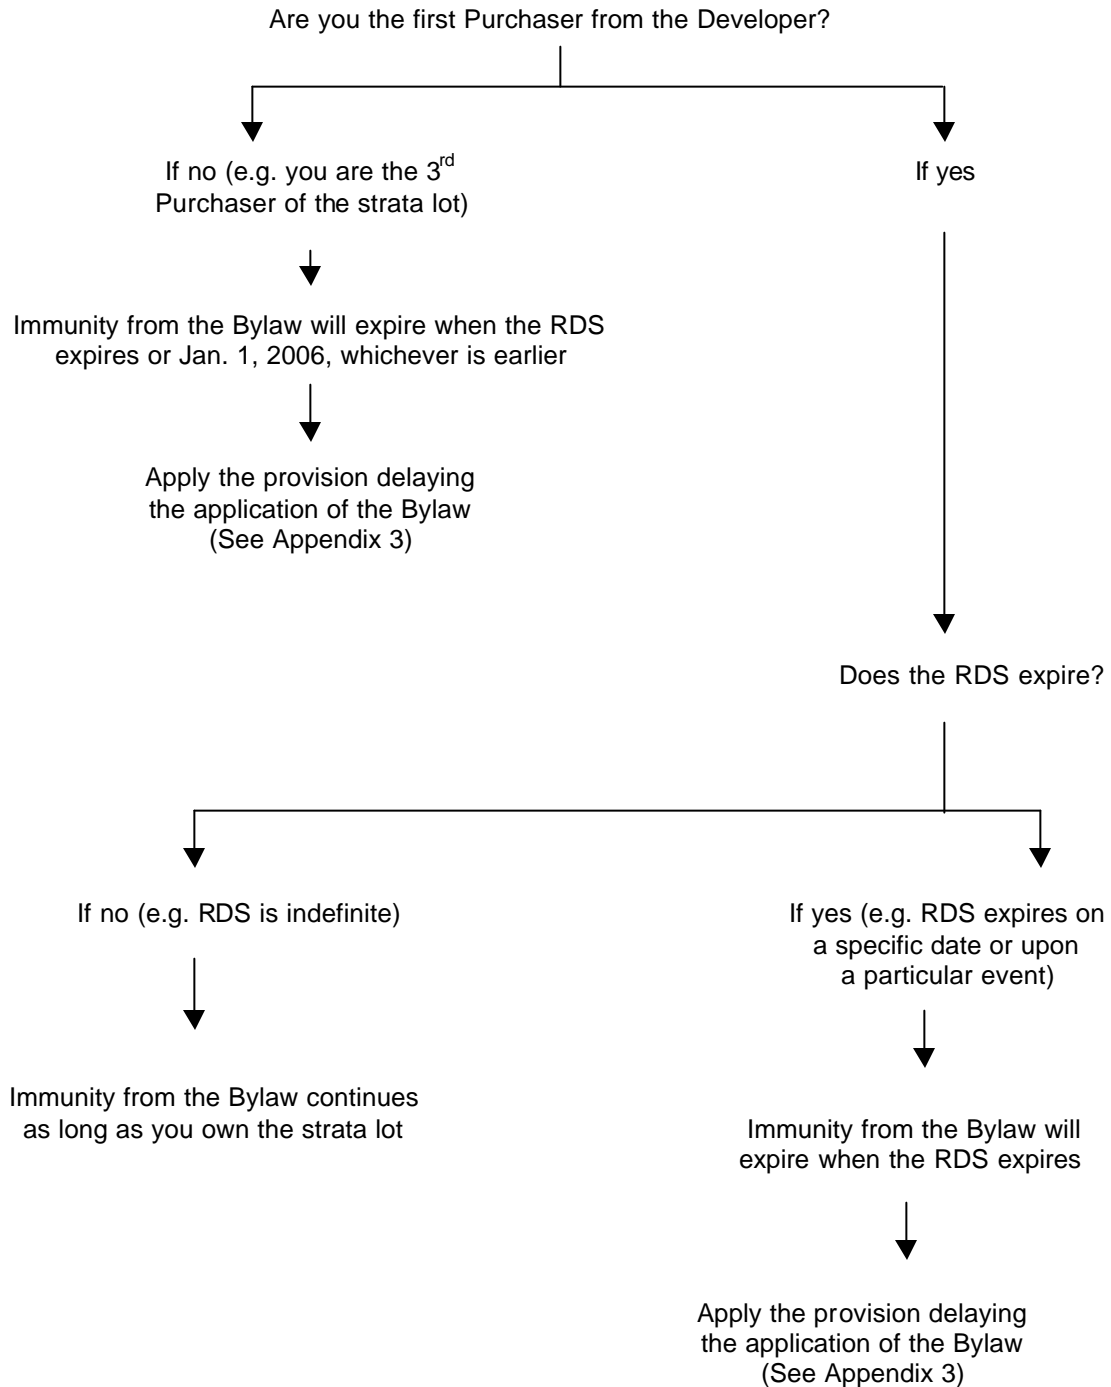 Are you the first Purchaser from the Developer?
If no (e.g. you are the 3rd
Purchaser of the strata lot)
If yes
Immunity from the Bylaw will expire when the RDS
expires or Jan. 1, 2006, whichever is earlier
Apply the provision delaying
the application of the Bylaw
(See Appendix 3)
Does the RDS expire?
If no (e.g. RDS is indefinite)
If yes (e.g. RDS expires on
a specific date or upon
a particular event)
Immunity from the Bylaw continues
as long as you own the strata lot
Immunity from the Bylaw will
expire when the RDS expires
Apply the provision delaying
the application of the Bylaw
(See Appendix 3)